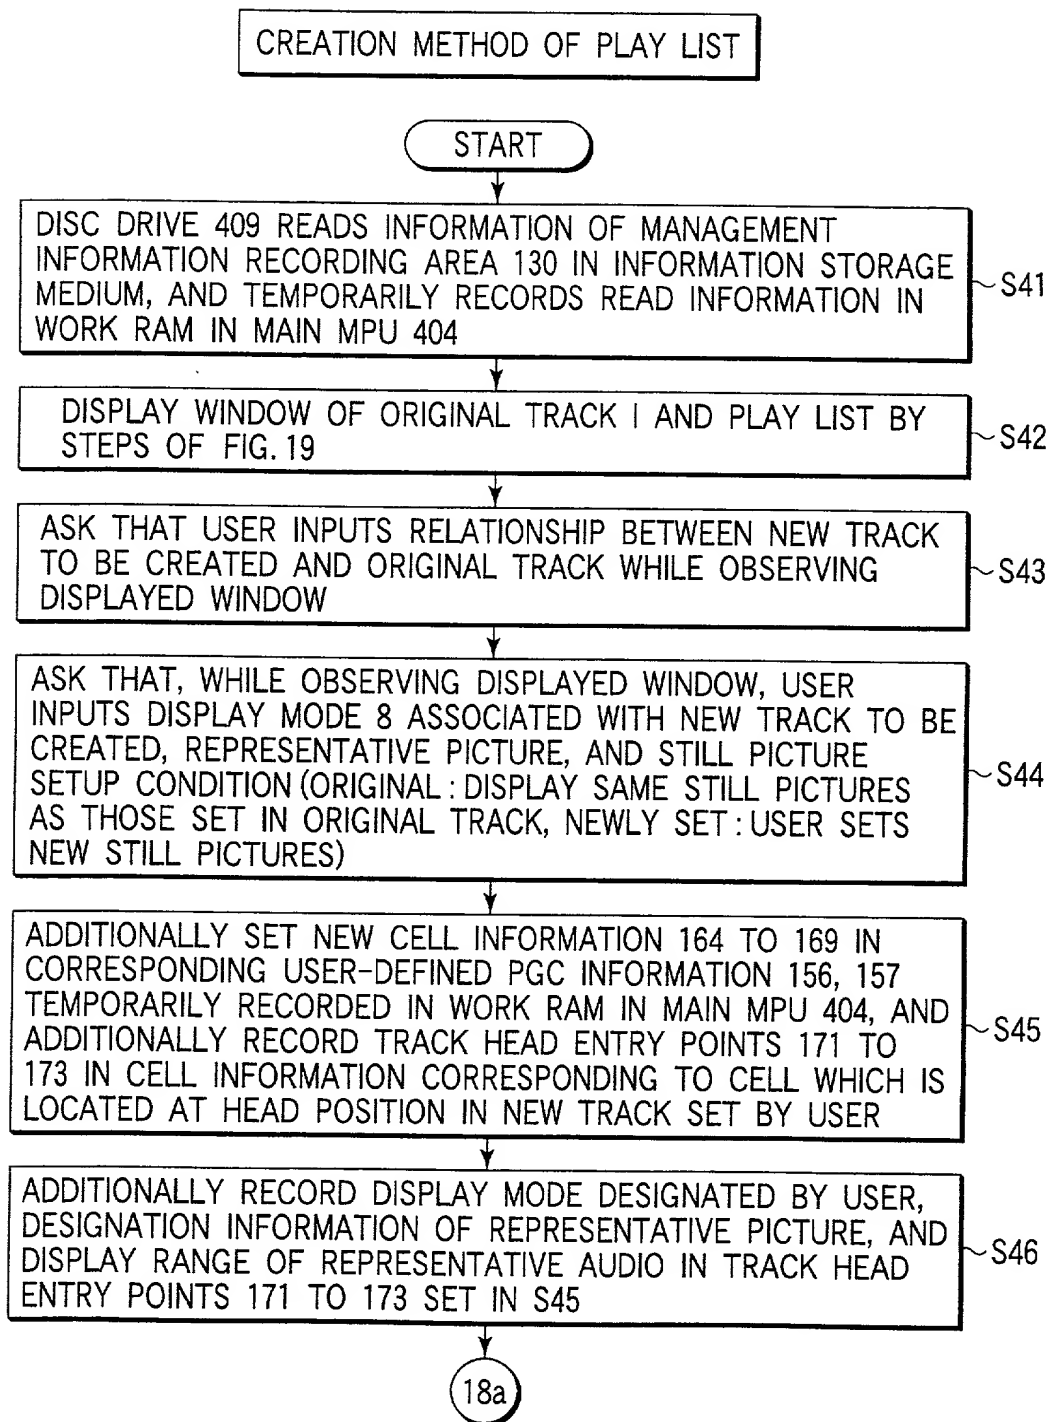 CREATION METHOD OF PLAY LIST
START
DISC DRIVE 409 READS INFORMATION OF MANAGEMENT
INFORMATION RECORDING AREA 130 IN INFORMATION STORAGE
MEDIUM, AND TEMPORARILY RECORDS READ INFORMATION IN
WORK RAM IN MAIN MPU 404
S41
DISPLAY WINDOW OF ORIGINAL TRACK I AND PLAY LIST BY
STEPS OF FIG. 19
S42
ASK THAT USER INPUTS RELATIONSHIP BETWEEN NEW TRACK
TO BE CREATED AND ORIGINAL TRACK WHILE OBSERVING
DISPLAYED WINDOW
S43
ASK THAT, WHILE OBSERVING DISPLAYED WINDOW, USER
INPUTS DISPLAY MODE 8 ASSOCIATED WITH NEW TRACK TO BE
CREATED, REPRESENTATIVE PICTURE, AND STILL PICTURE
SETUP CONDITION (ORIGINAL : DISPLAY SAME STILL PICTURES
AS THOSE SET IN ORIGINAL TRACK, NEWLY SET : USER SETS
NEW STILL PICTURES)
S44
ADDITIONALLY SET NEW CELL INFORMATION 164 TO 169 IN
CORRESPONDING USER-DEFINED PGC INFORMATION 156, 157
TEMPORARILY RECORDED IN WORK RAM IN MAIN MPU 404, AND
ADDITIONALLY RECORD TRACK HEAD ENTRY POINTS 171 TO
173 IN CELL INFORMATION CORRESPONDING TO CELL WHICH IS
LOCATED AT HEAD POSITION IN NEW TRACK SET BY USER
S45
ADDITIONALLY RECORD DISPLAY MODE DESIGNATED BY USER,
DESIGNATION INFORMATION OF REPRESENTATIVE PICTURE, AND
DISPLAY RANGE OF REPRESENTATIVE AUDIO IN TRACK HEAD
ENTRY POINTS 171 TO 173 SET IN S45
S46
18a